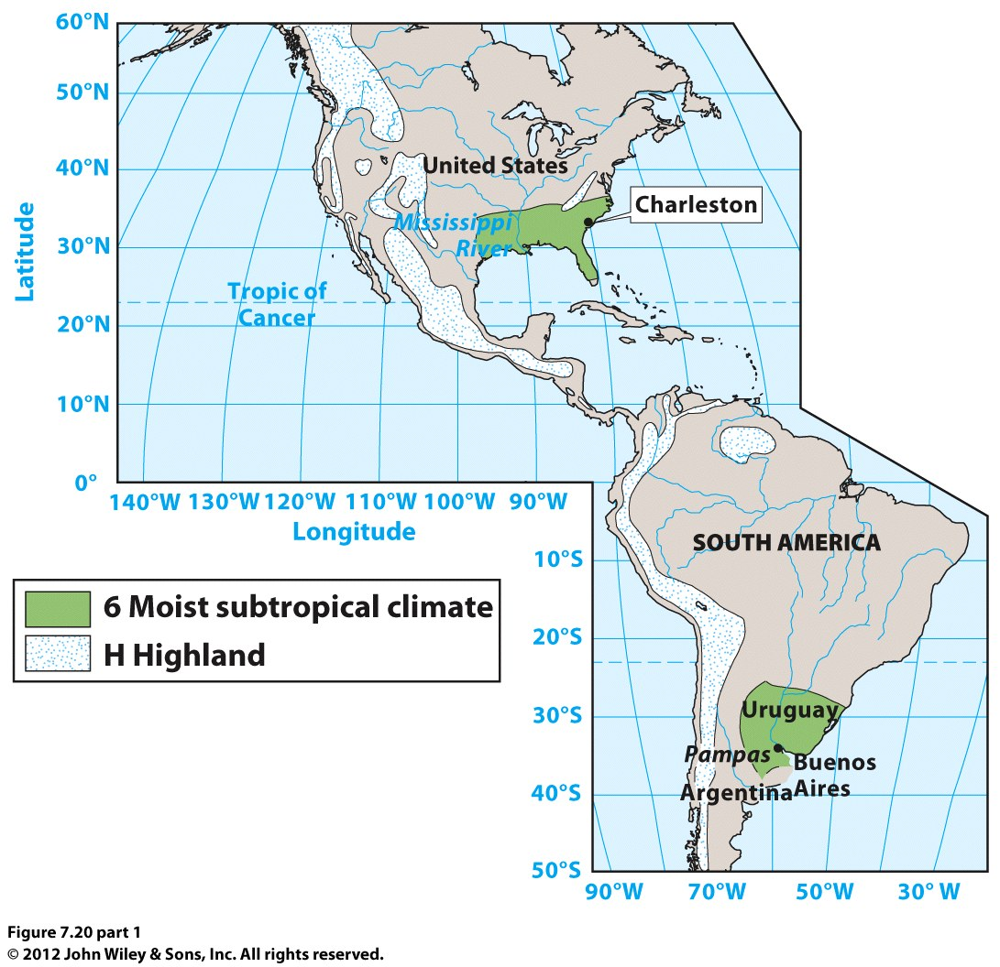 60°N
50°N
40°N
30°N
20°N
10°N
0°
Latitude
United States
Charleston
Mississippi
River
Tropic of
Cancer
140°W 130°W 120°W 110°W 100°W 90°W
Longitude
6 Moist subtropical climate
H Highland
SOUTH AMERICA
10°S
20°S
30°S
40°S
50°S
Uruguay
Pampas
Buenos
Aires
Argentina
90°W 70°W 50°W 30° W
Figure 7.20 part 1
© 2012 John Wiley & Sons, Inc. All rights reserved.